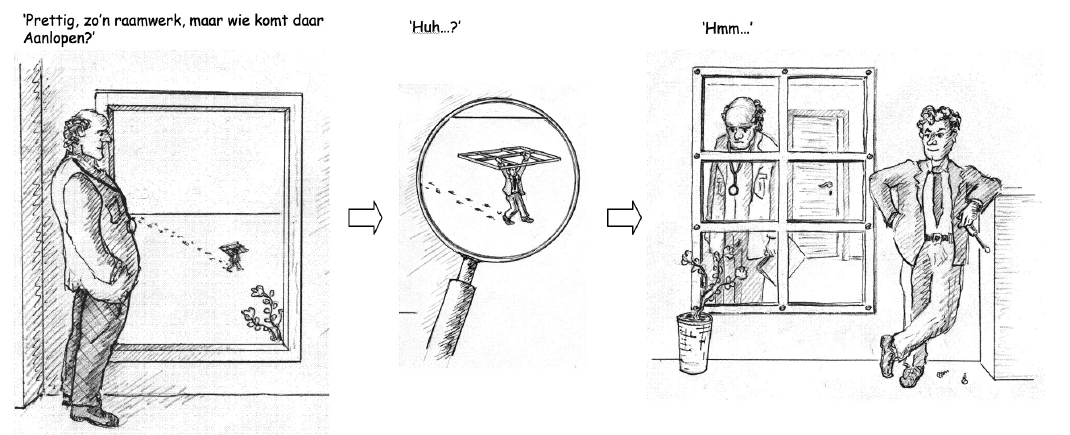 ‘Prettig, zo’n raamwerk, maar wie komt daar
Aanlopen?’
‘Huh…?’
‘Hmm…’